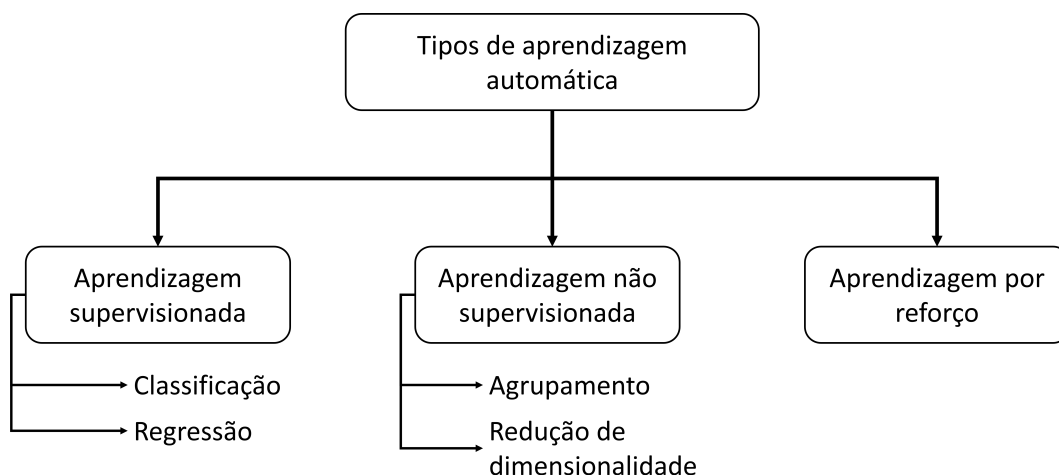 Tipos de aprendizagem
automática
Aprendizagem
supervisionada
Classificação
Regressão
Aprendizagem não
supervisionada
Agrupamento
Redução de
dimensionalidade
Aprendizagem por
reforço